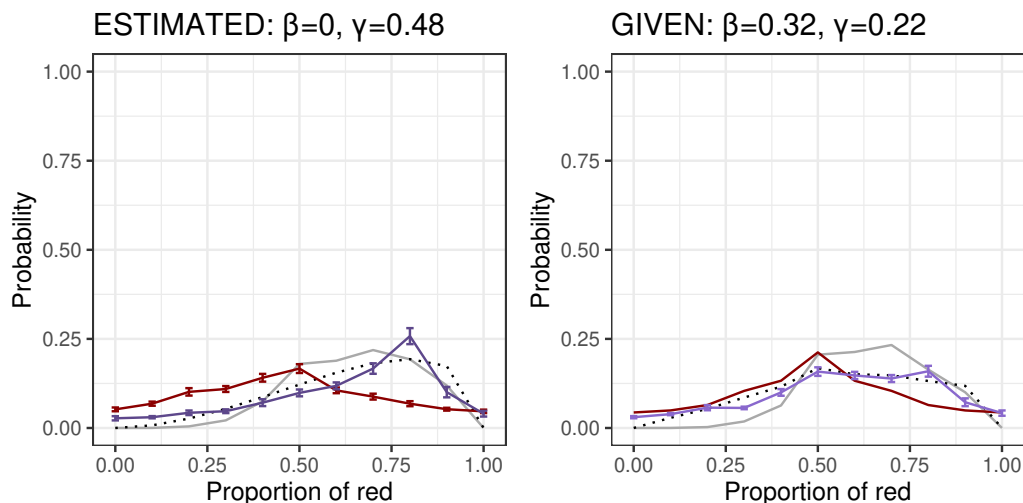 ESTIMATED: β=0, γ=0.48
1.00
0.75
0.50
0.25
0.00
Probability
0.00 0.25 0.50 0.75 1.00
Proportion of red
GIVEN: β=0.32, γ=0.22
1.00
0.75
0.50
0.25
0.00
Probability
0.00 0.25 0.50 0.75 1.00
Proportion of red